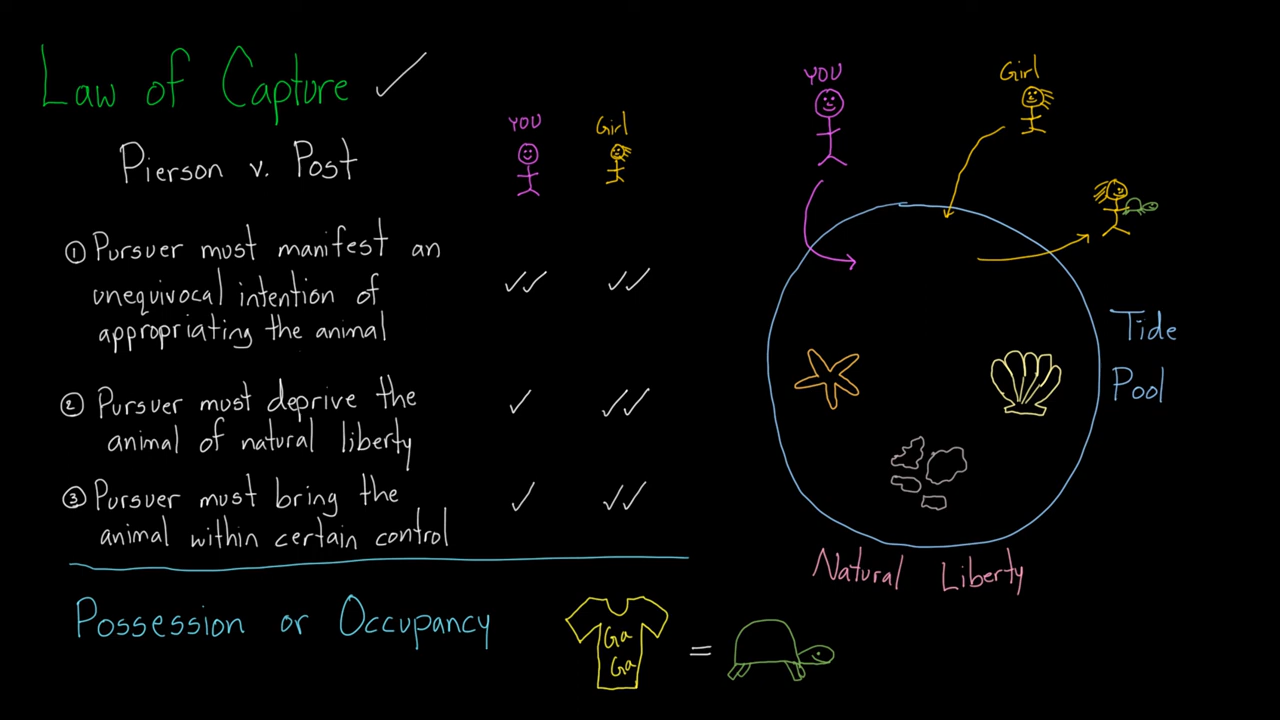 Law of Capture
Pierson v. Post
YOU
Girl
① Pursuer must manifest an
unequivocal intention of
appropriating the animal
② Pursuer must deprive the
animal of natural liberty
③ Pursuer must bring the
animal within certain control
Possession or Occupancy
Ga
Ga
=
YOU
Girl
Tide
Pool
Natural Liberty